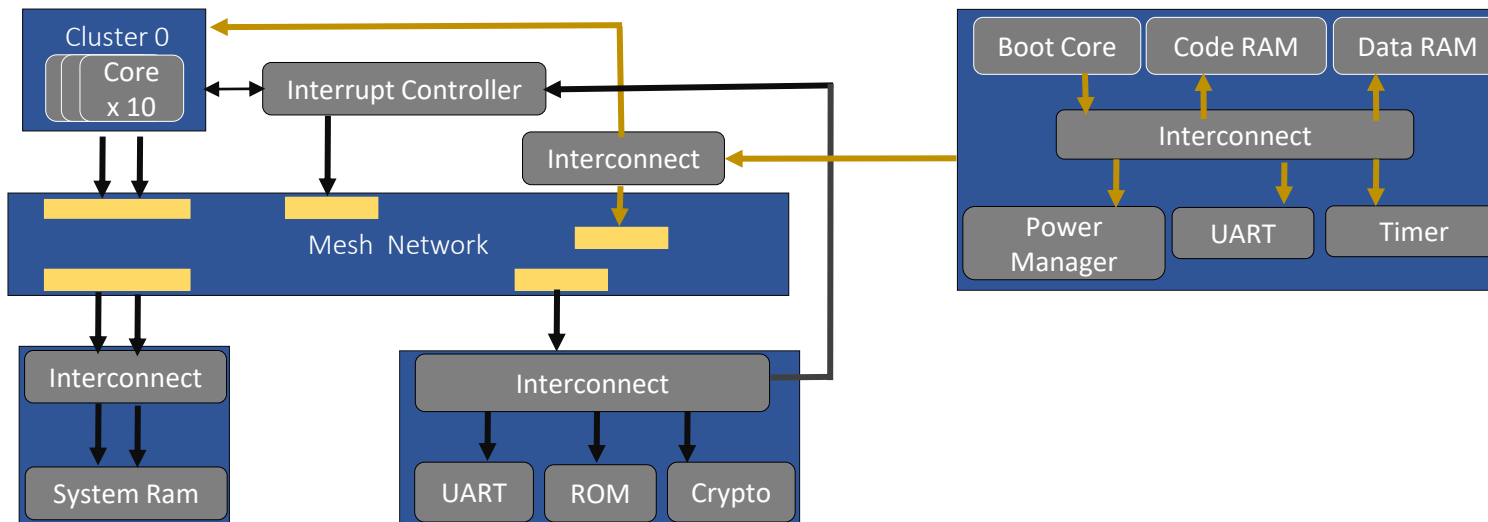 Cluster 0
Core
x 10
Interrupt Controller
Interconnect
Boot Core
Code RAM
Data RAM
Interconnect
Power
Manager
UART
Timer
Mesh Network
Interconnect
System Ram
Interconnect
UART
ROM
Crypto